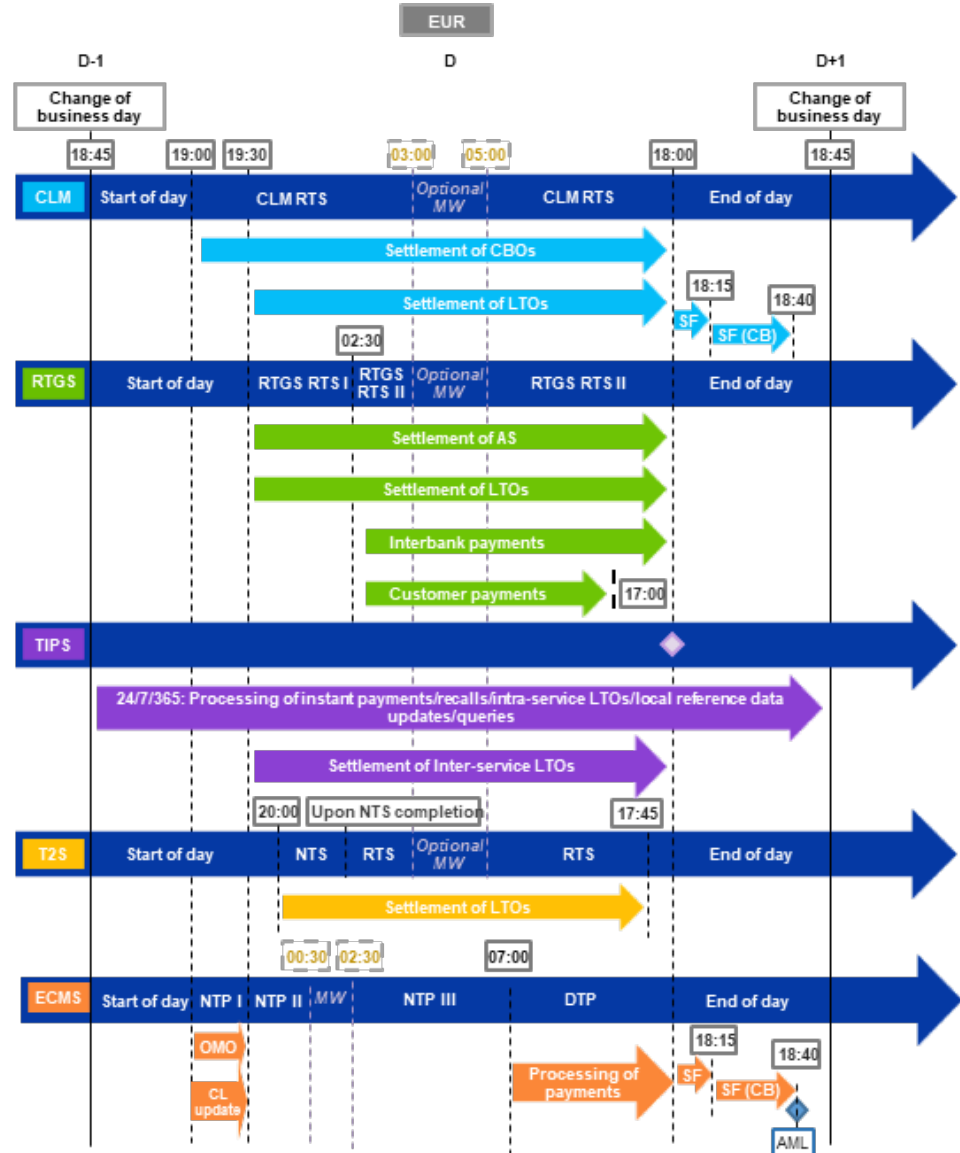 EUR
D-1
D
D+1
Change of
business day
Change of
business day
18:45
19:00
19:30
03:00
05:00
18:00
18:45
CLM
Start of day
CLM RTS
Optional
MW
CLM RTS
End of day
Settlement of CBOs
Settlement of LTOs
18:15
18:40
SF
SF (CB)
02:30
RTGS
Start of day
RTGS RTS I
RTGS
RTS II
Optional
MW
RTGS RTS II
End of day
Settlement of AS
Settlement of LTOs
Interbank payments
Customer payments
17:00
TIPS
24/7/365: Processing of instant payments/recalls/intra-service LTOs/local reference data
updates/queries
Settlement of Inter-service LTOs
20:00
Upon NTS completion
17:45
T2S
Start of day
NTS
RTS
Optional
MW
RTS
End of day
Settlement of LTOs
00:30
02:30
07:00
ECMS
Start of day
NTP I
NTP II
MW
NTP III
DTP
End of day
OMO
CL
update
Processing of
payments
18:15
18:40
SF
SF (CB)
AML